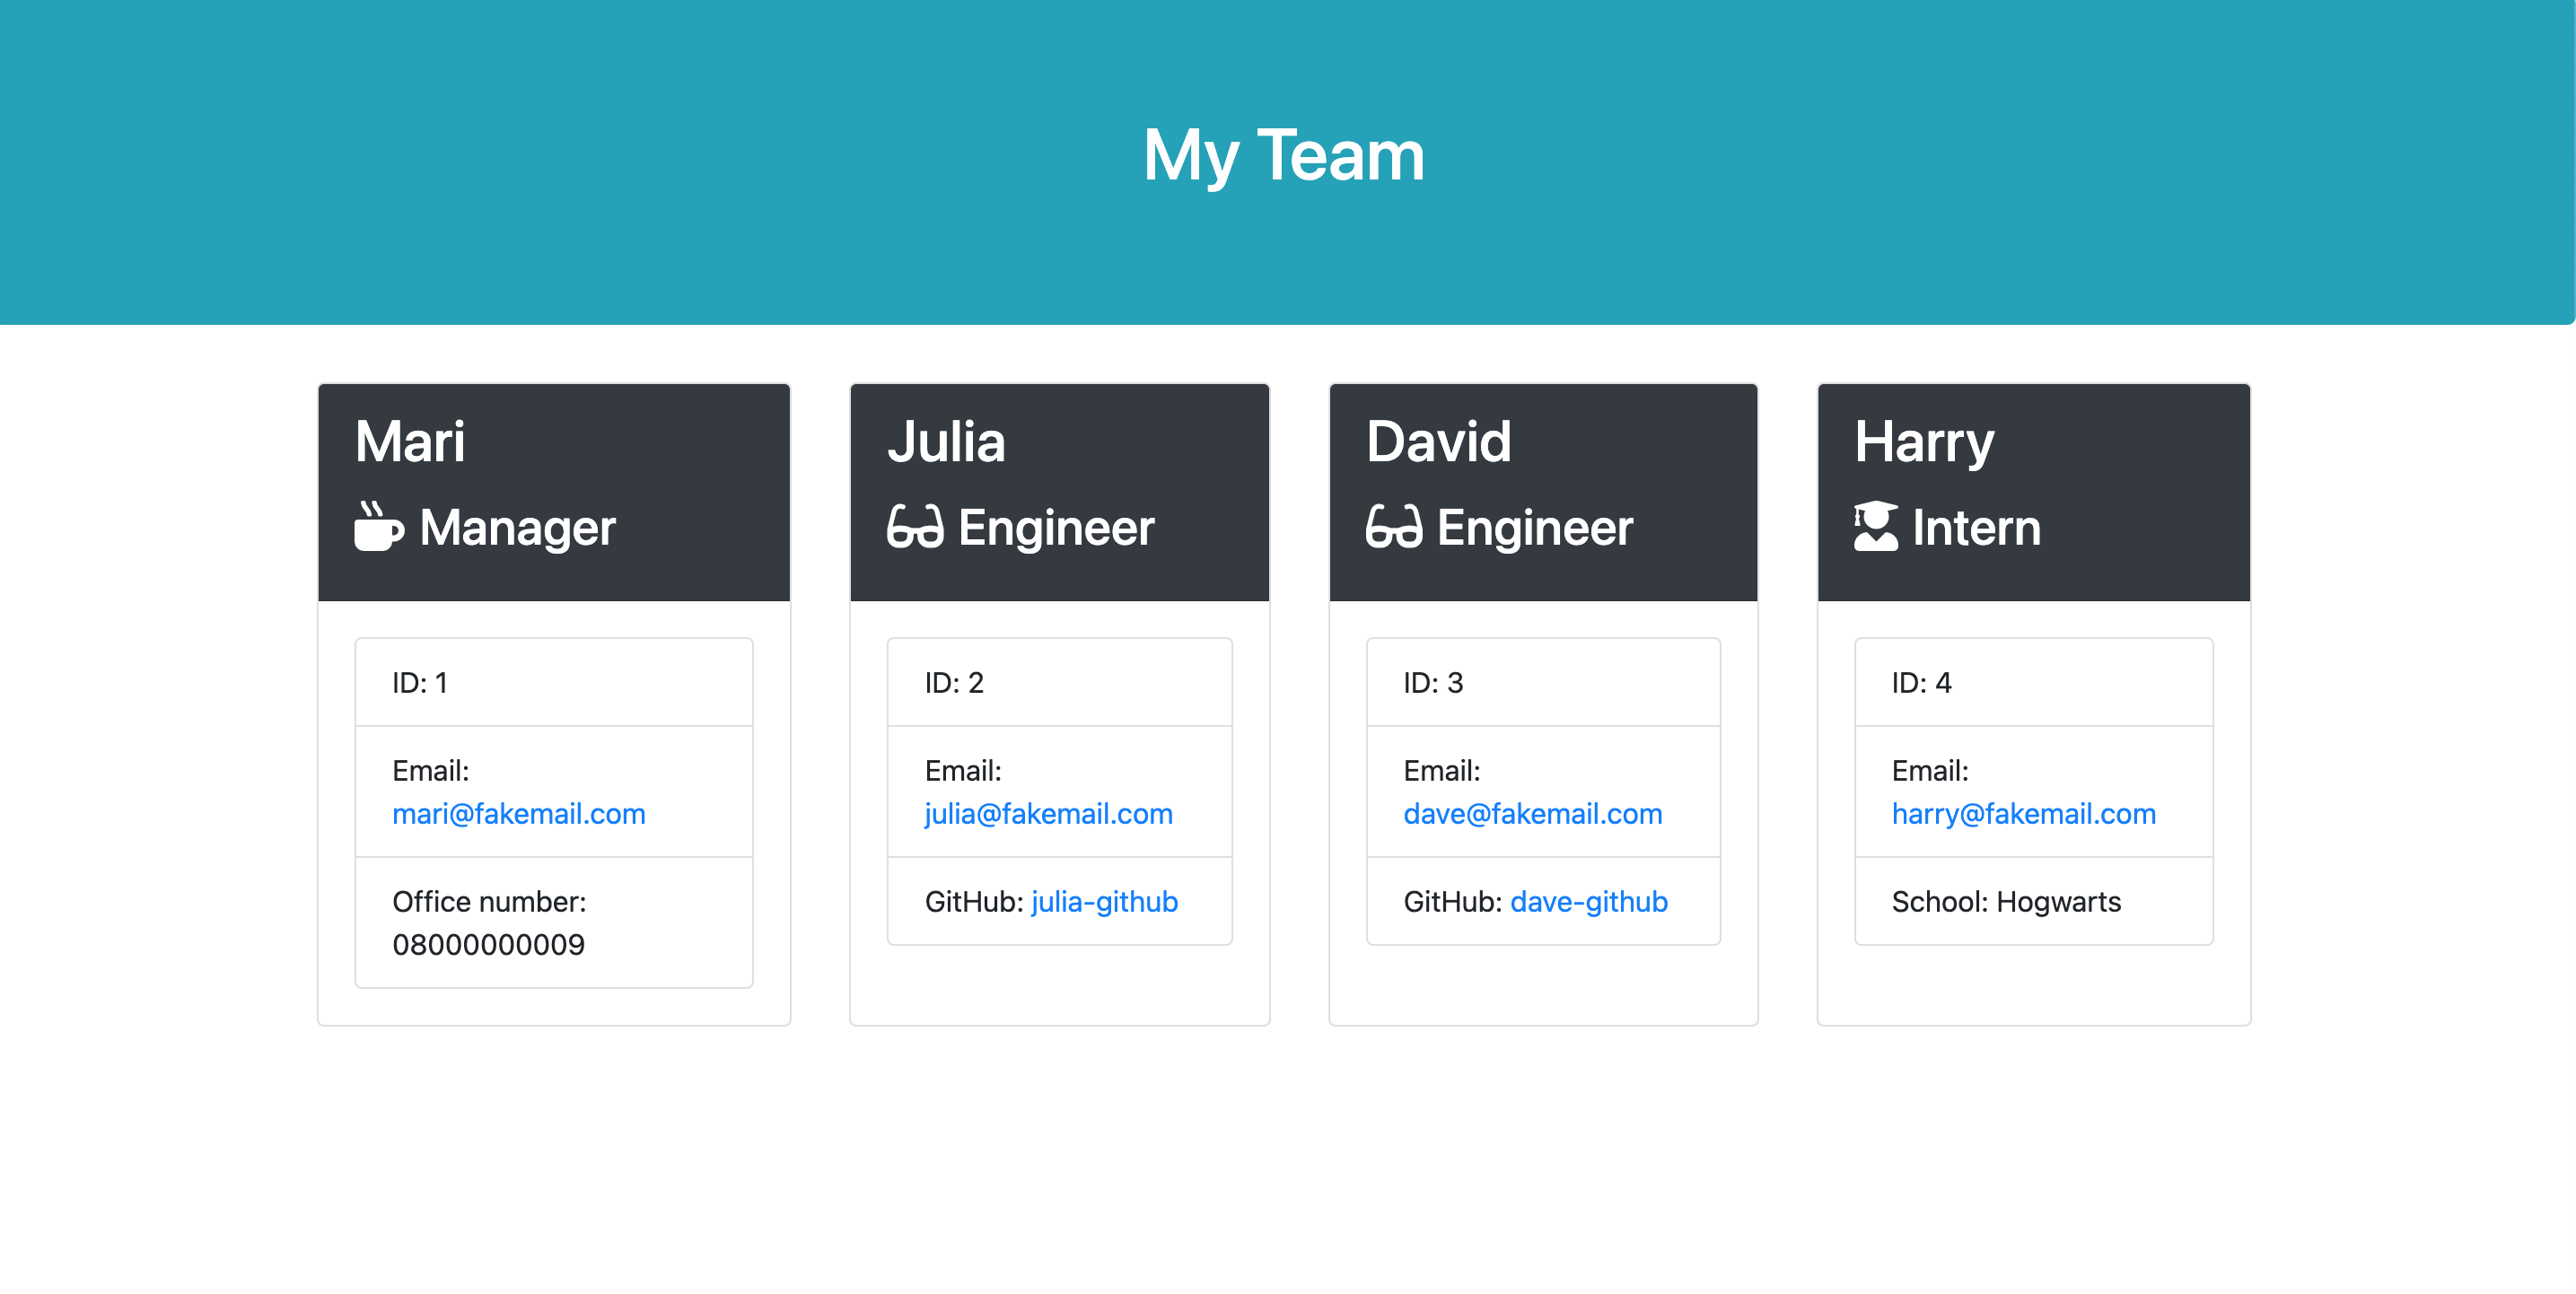 My Team
Mari
Manager
ID: 1
Email:
mari@fakemail.com
Office number:
08000000009
Julia
Engineer
ID: 2
Email:
julia@fakemail.com
GitHub: julia-github
David
Engineer
ID: 3
Email:
dave@fakemail.com
GitHub: dave-github
Harry
Intern
ID: 4
Email:
harry@fakemail.com
School: Hogwarts